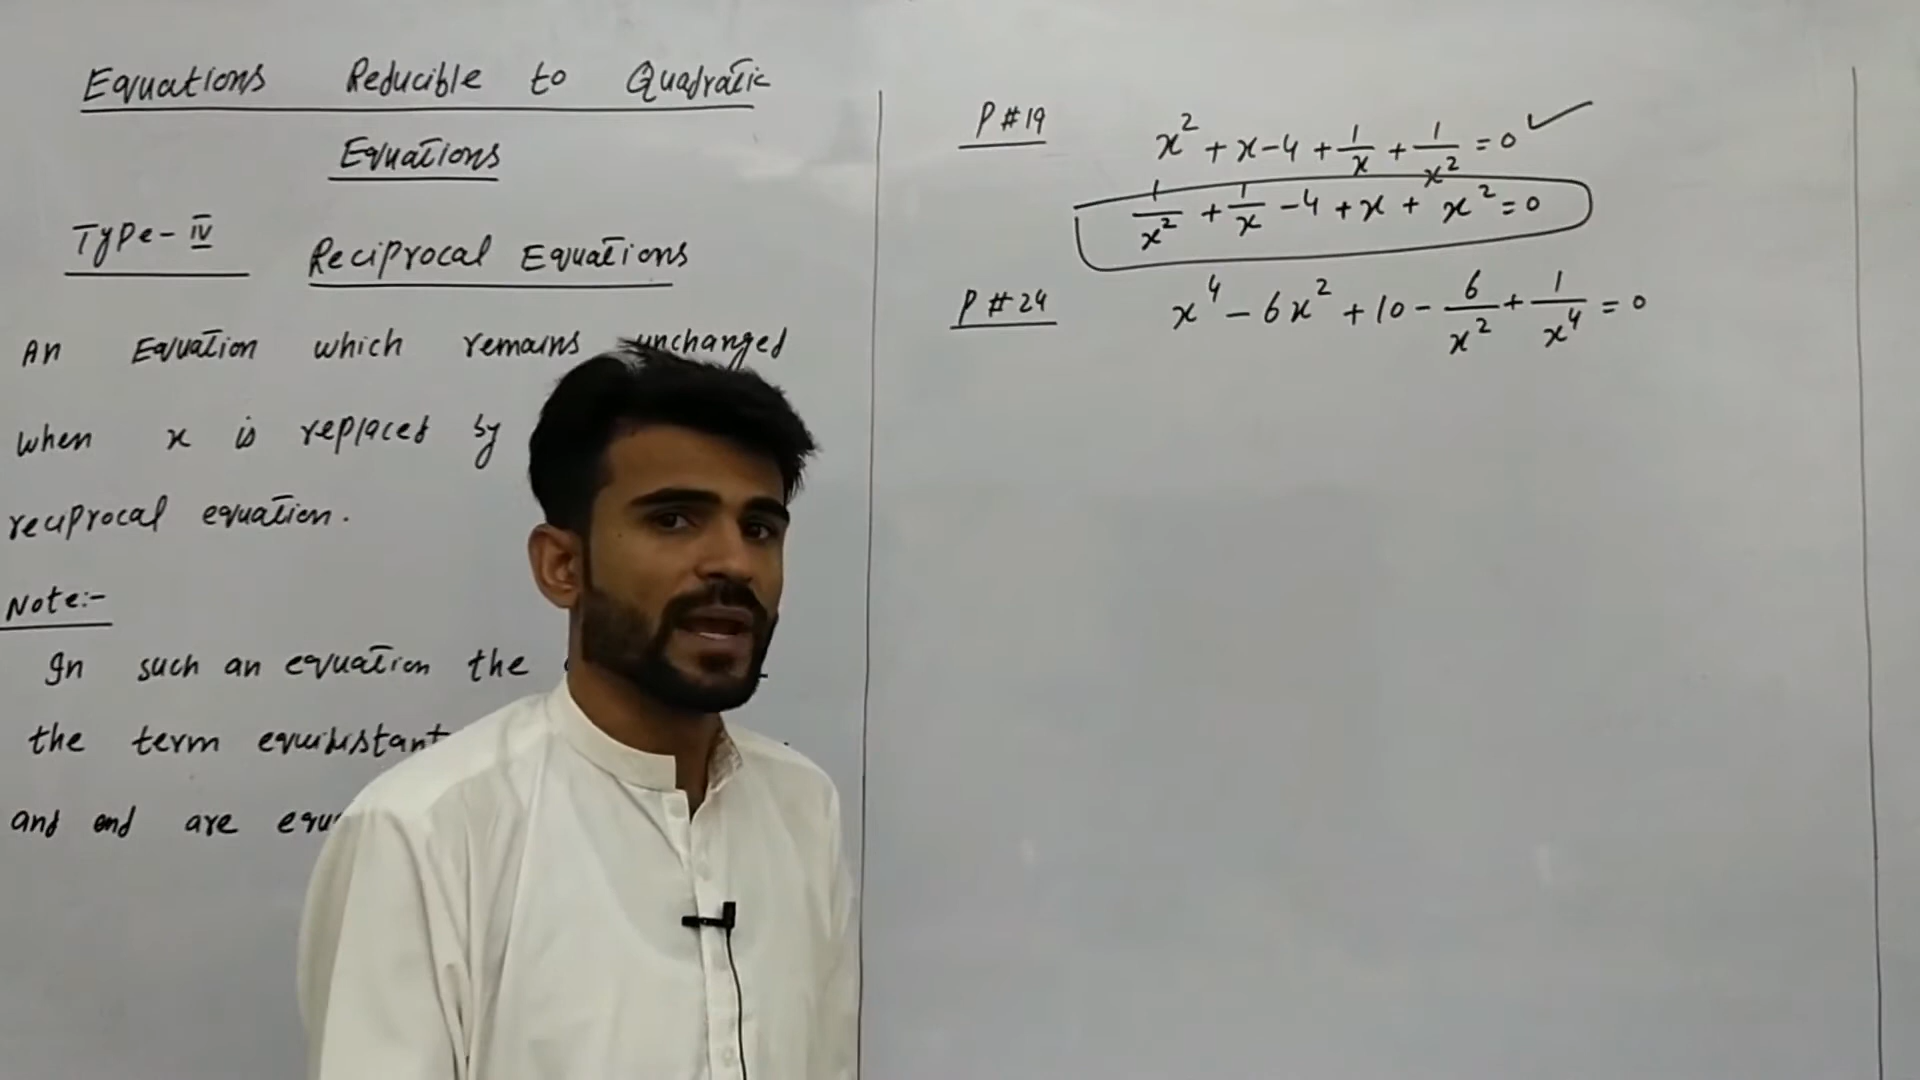 Equations Reducible to Quadratic
Equations
Type-IV
Reciprocal Equations
An Equation which remains unchanged
when x is replaced by
reciprocal equation.
Note:-
In such an equation the
the term equidistant
and end are
P#19
x² + x - 4 + 1/x + 1/x² = 0 ✓
1/x² + 1/x - 4 + x + x² = 0
P#24
x⁴ - 6x² + 10 - 6/x² + 1/x⁴ = 0